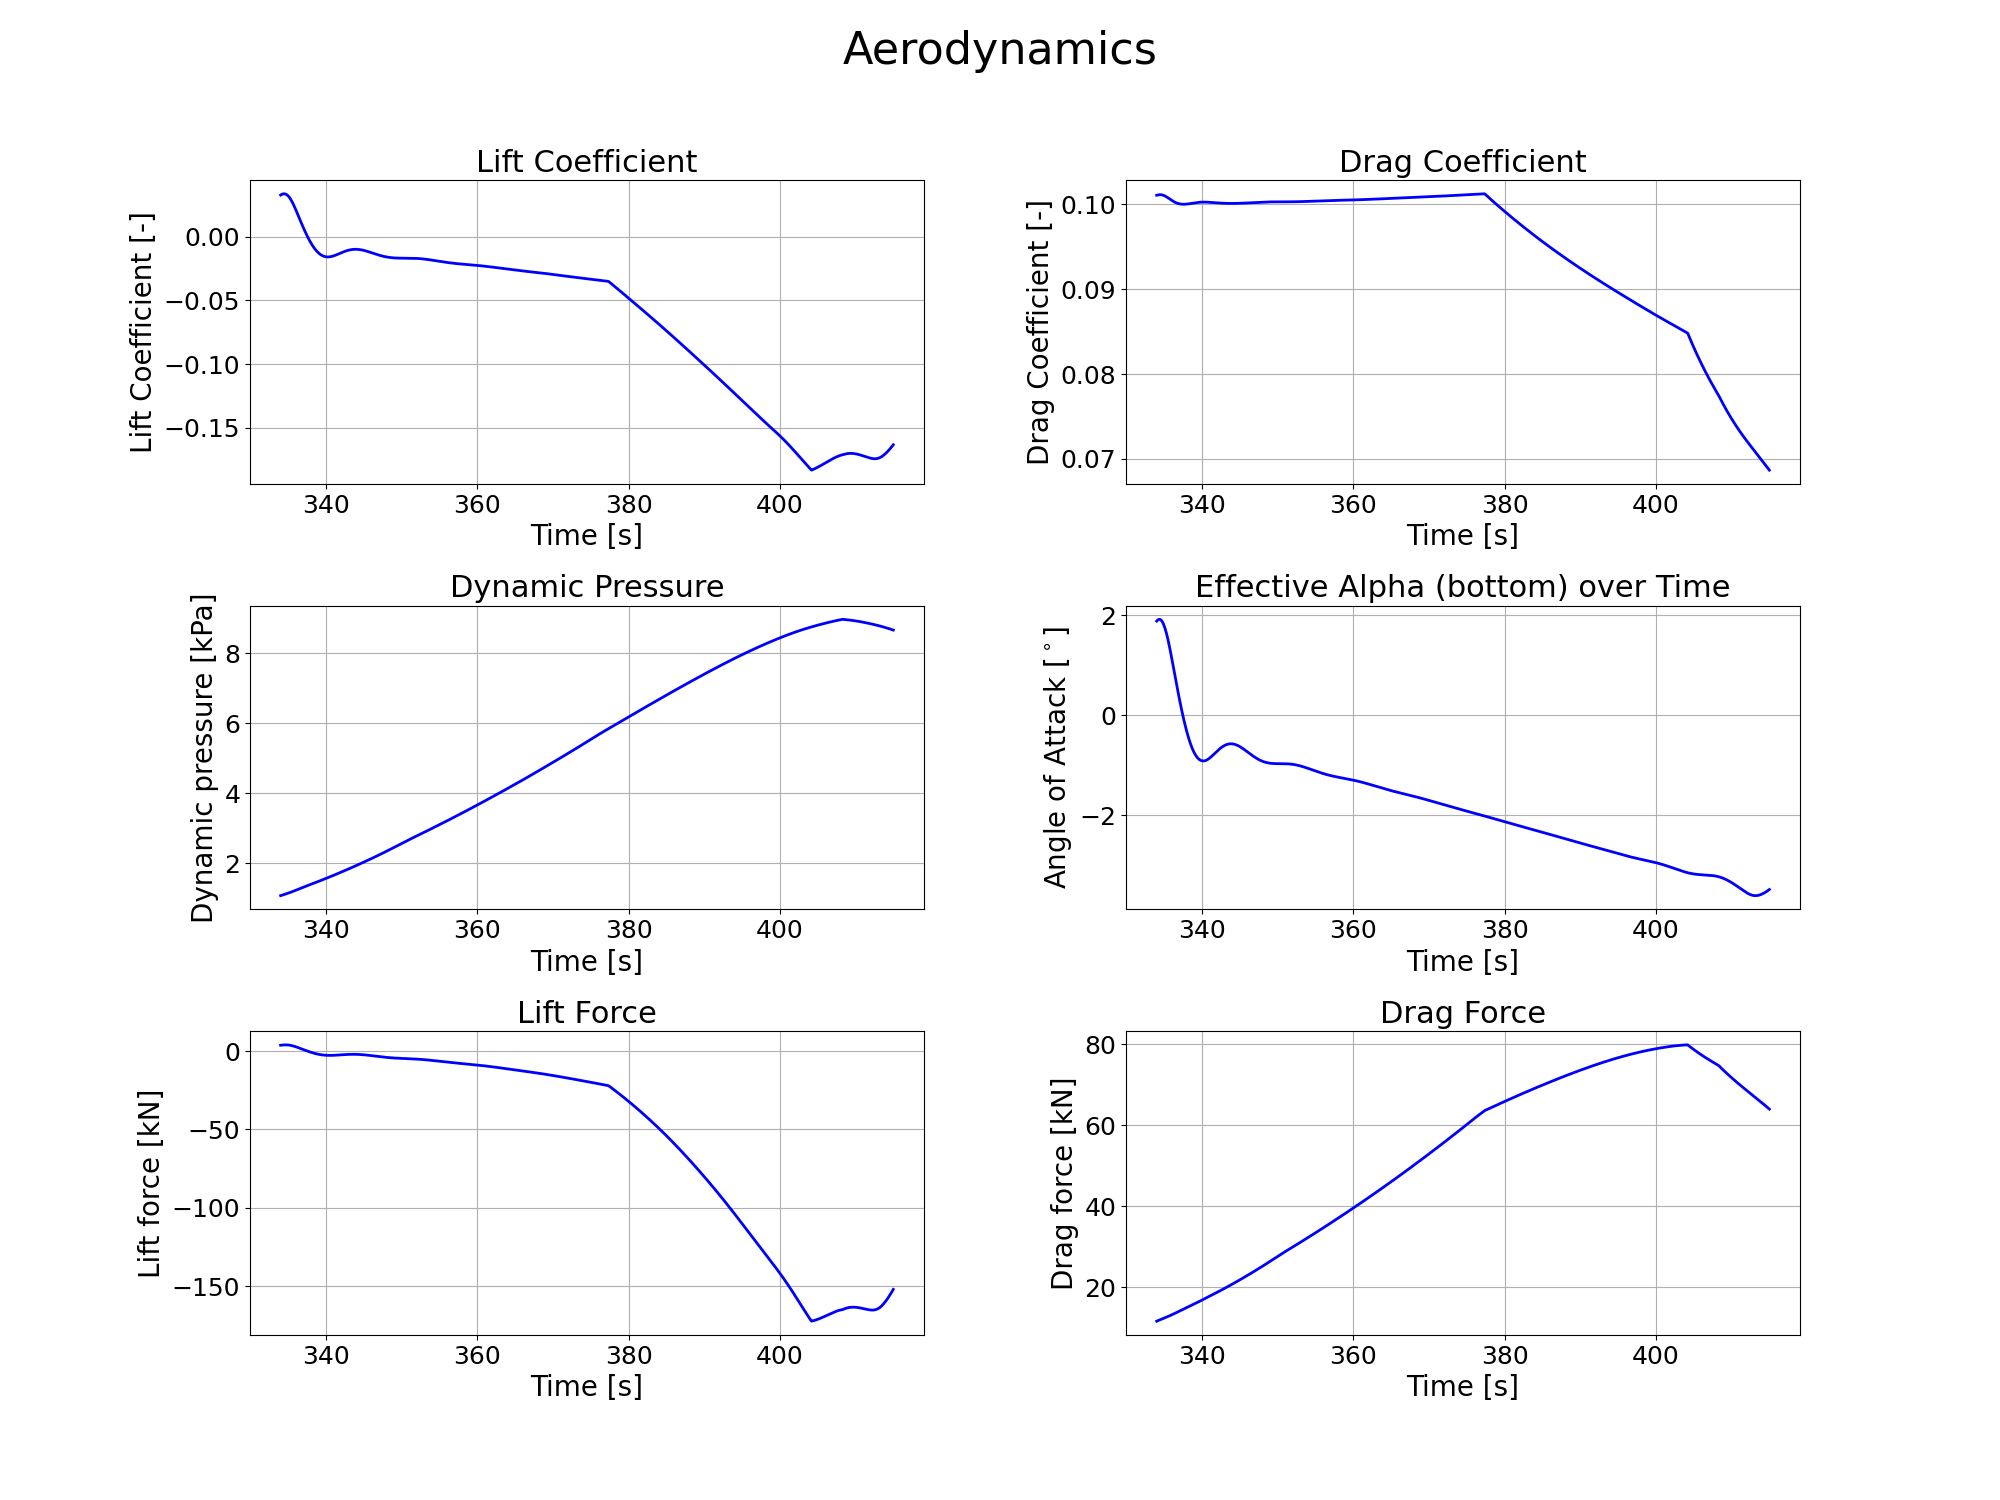 Aerodynamics
Lift Coefficient
Lift Coefficient [-]
0.00
−0.05
−0.10
−0.15
340 360 380 400
Time [s]
Drag Coefficient
Drag Coefficient [-]
0.10
0.09
0.08
0.07
340 360 380 400
Time [s]
Dynamic Pressure
Dynamic pressure [kPa]
8
6
4
2
340 360 380 400
Time [s]
Effective Alpha (bottom) over Time
Angle of Attack [°]
2
0
−2
340 360 380 400
Time [s]
Lift Force
Lift force [kN]
0
−50
−100
−150
340 360 380 400
Time [s]
Drag Force
Drag force [kN]
80
60
40
20
340 360 380 400
Time [s]